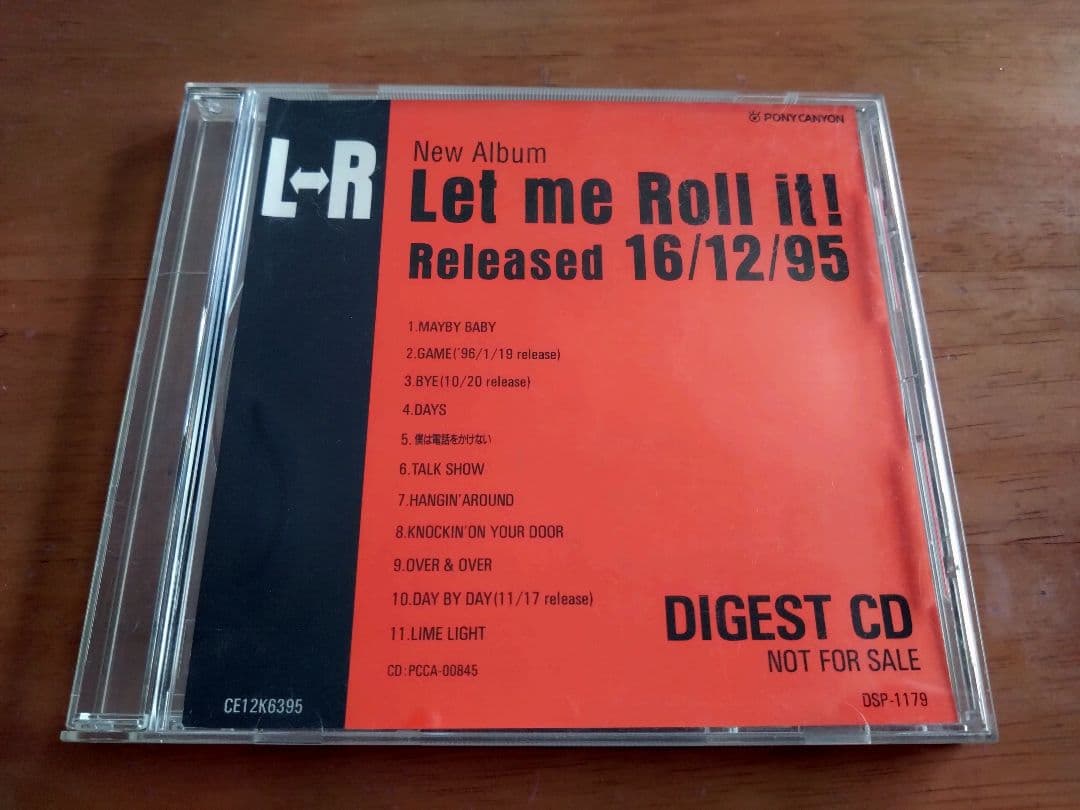 L↔R
PONY CANYON
New Album
Let me Roll it!
Released 16/12/95
1.MAYBY BABY
2.GAME('96/1/19 release)
3.BYE(10/20 release)
4.DAYS
5.僕は電話をかけない
6.TALK SHOW
7.HANGIN'AROUND
8.KNOCKIN'ON YOUR DOOR
9.OVER & OVER
10.DAY BY DAY(11/17 release)
11.LIME LIGHT
CD:PCCA-00845
DIGEST CD
NOT FOR SALE
CE12K6395
DSP-1179